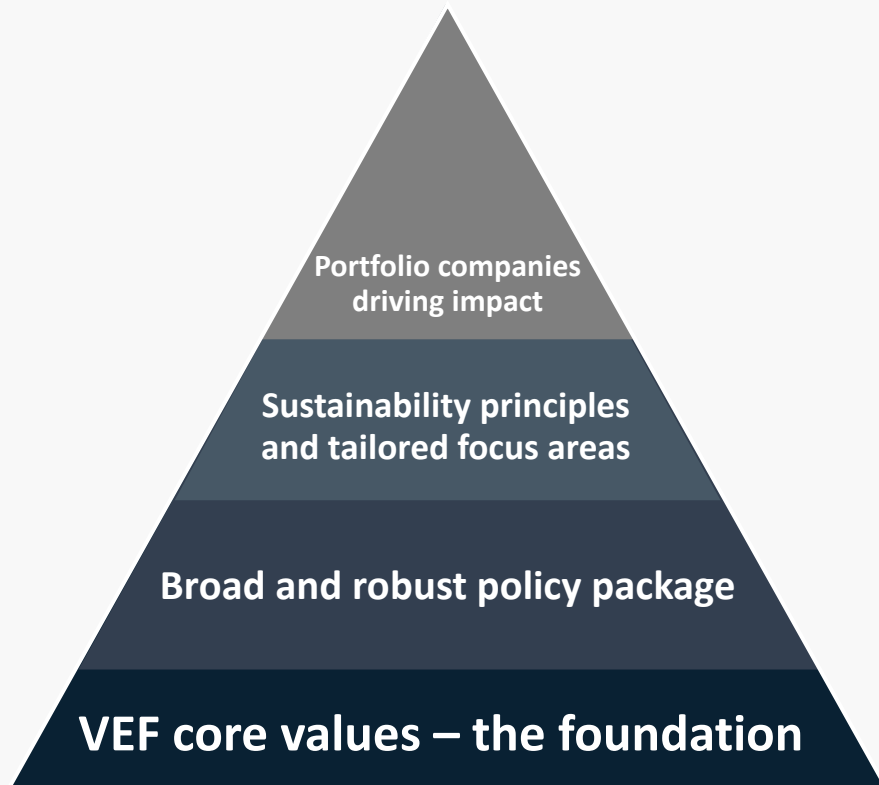 Portfolio companies
driving impact
Sustainability principles
and tailored focus areas
Broad and robust policy package
VEF core values – the foundation